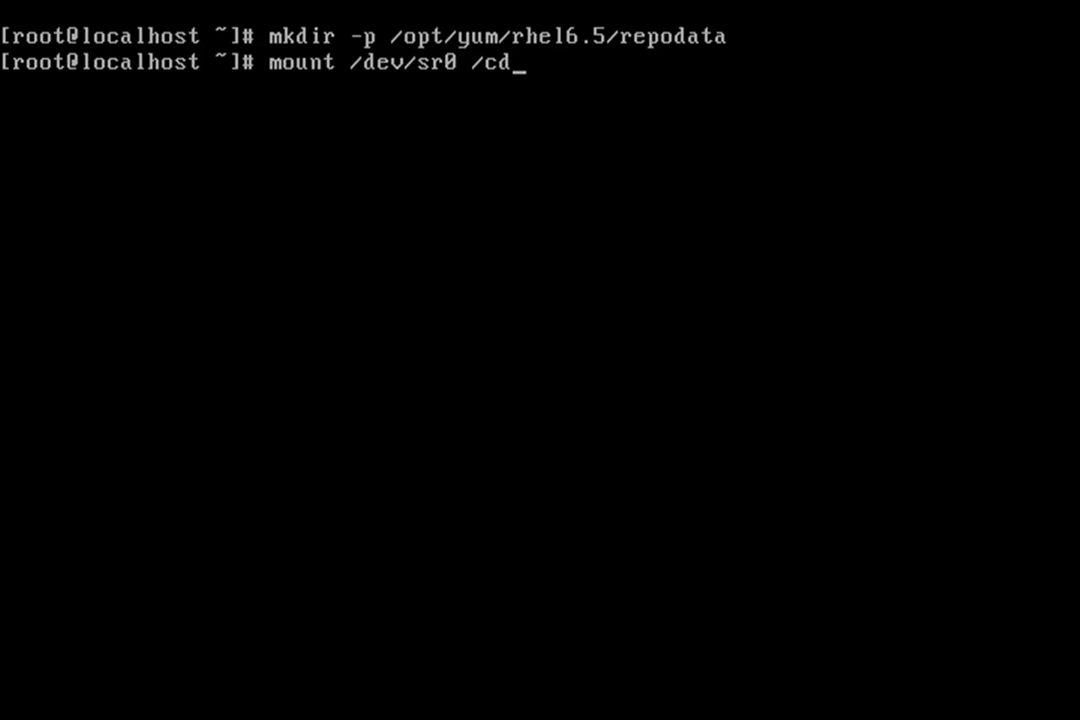 [root@localhost ~]# mkdir -p /opt/yum/rhel6.5/repodata
[root@localhost ~]# mount /dev/sr0 /cd_